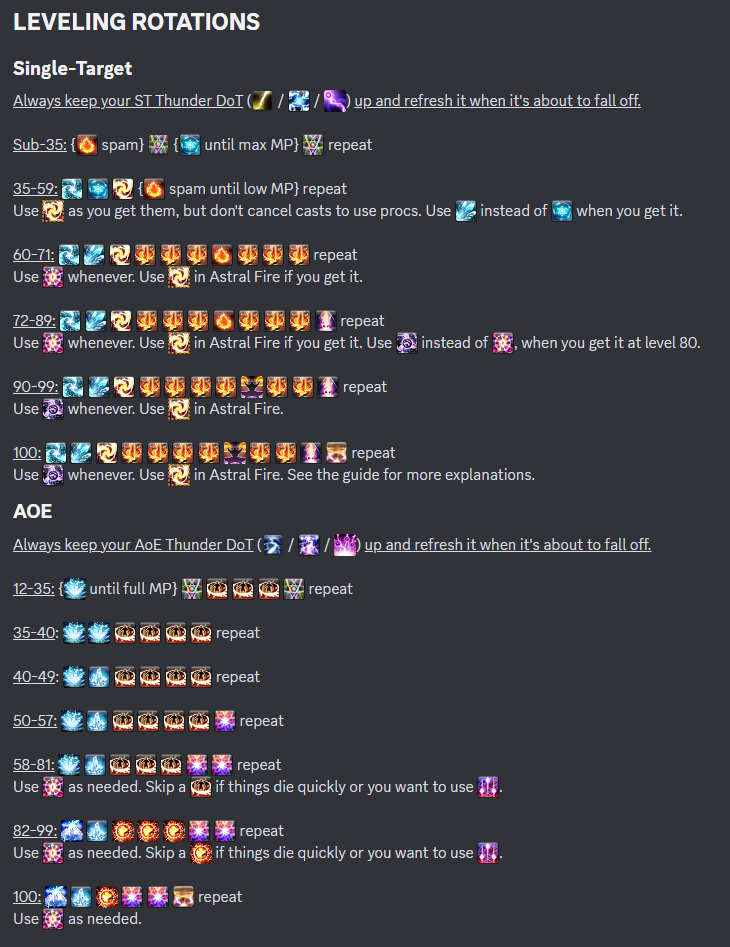 LEVELING ROTATIONS
Single-Target
Always keep your ST Thunder DoT ( / / ) up and refresh it when it's about to fall off.
Sub-35: { spam} { until max MP} repeat
35-59: { spam until low MP} repeat
Use as you get them, but don't cancel casts to use procs. Use instead of when you get it.
60-71: repeat
Use whenever. Use in Astral Fire if you get it.
72-89: repeat
Use whenever. Use in Astral Fire if you get it. Use instead of , when you get it at level 80.
90-99: repeat
Use whenever. Use in Astral Fire.
100: repeat
Use whenever. Use in Astral Fire. See the guide for more explanations.
AOE
Always keep your AoE Thunder DoT ( / / ) up and refresh it when it's about to fall off.
12-35: { until full MP} repeat
35-40: repeat
40-49: repeat
50-57: repeat
58-81: repeat
Use as needed. Skip a if things die quickly or you want to use .
82-99: repeat
Use as needed. Skip a if things die quickly or you want to use .
100: repeat
Use as needed.